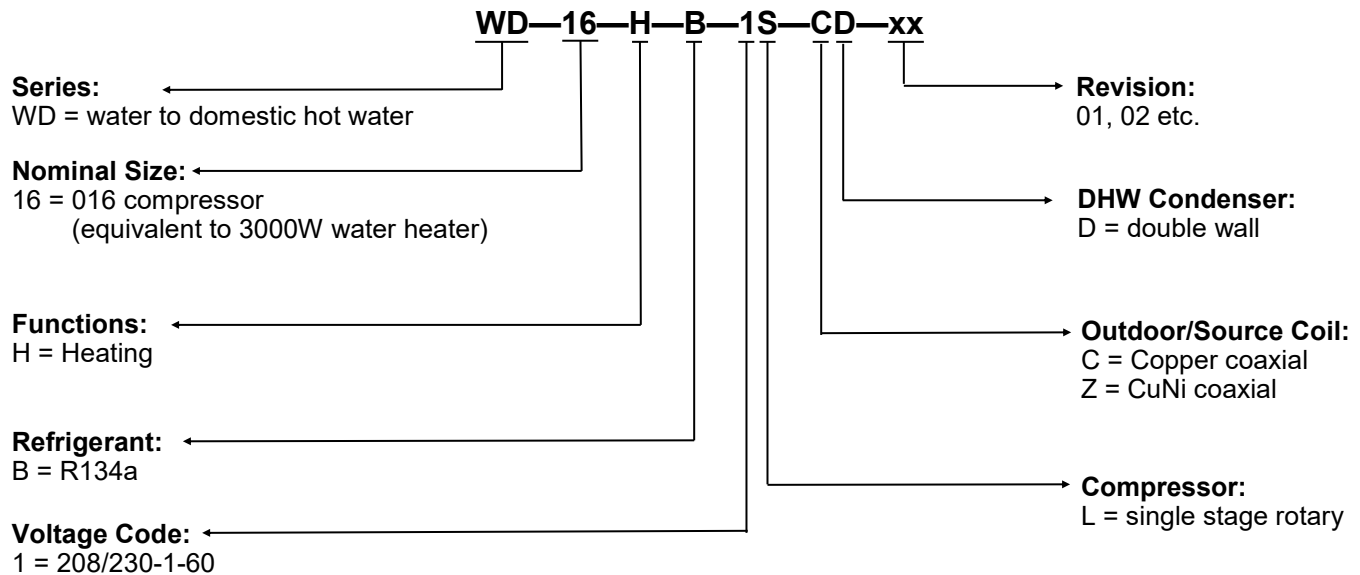 WD—16—H—B—1S—CD—xx
Series:
WD = water to domestic hot water
Nominal Size:
16 = 016 compressor
(equivalent to 3000W water heater)
Functions:
H = Heating
Refrigerant:
B = R134a
Voltage Code:
1 = 208/230-1-60
Revision:
01, 02 etc.
DHW Condenser:
D = double wall
Outdoor/Source Coil:
C = Copper coaxial
Z = CuNi coaxial
Compressor:
L = single stage rotary